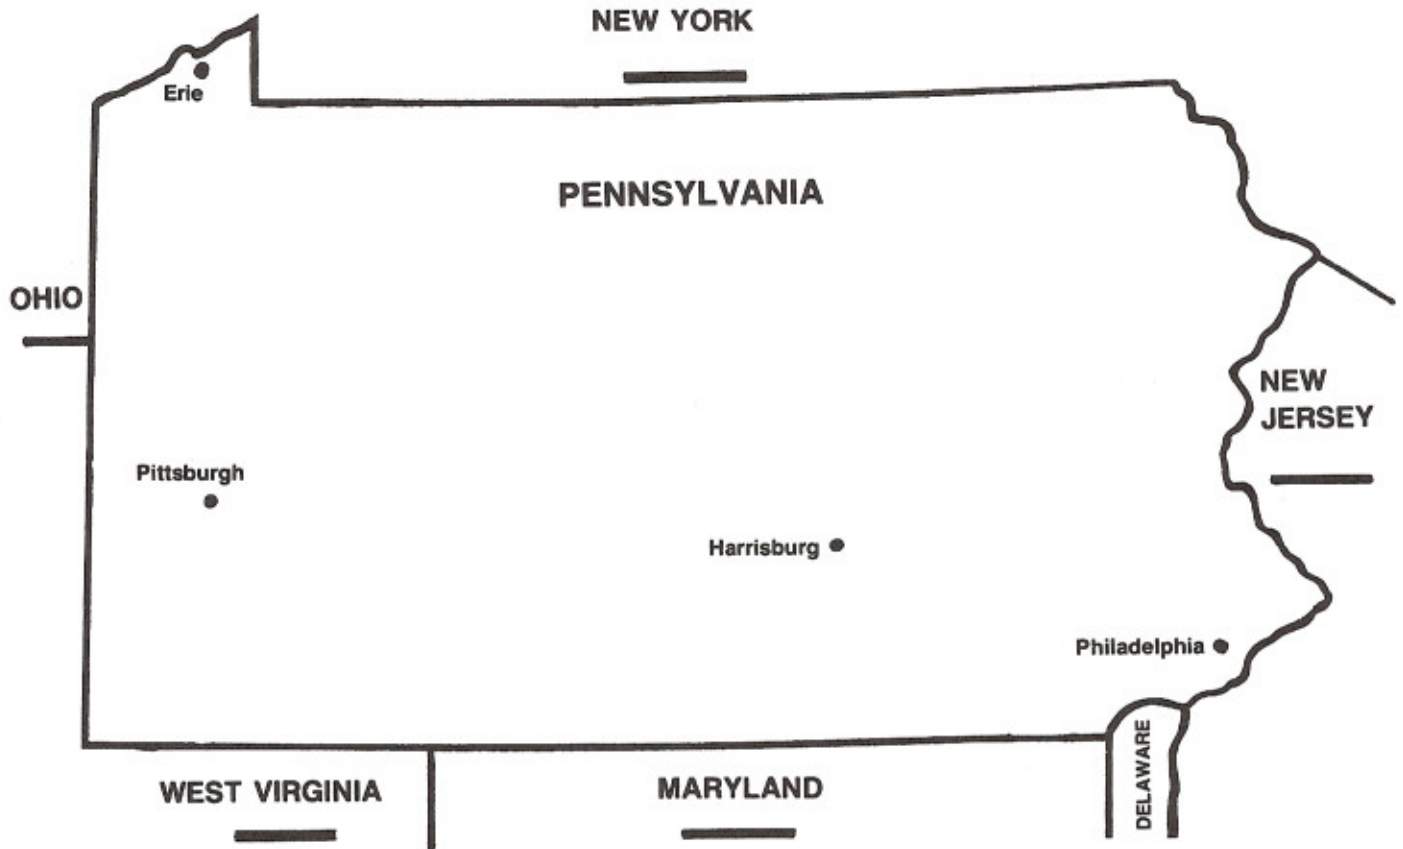 NEW YORK
Erie
PENNSYLVANIA
OHIO
NEW
JERSEY
Pittsburgh
Harrisburg
Philadelphia
DELAWARE
WEST VIRGINIA
MARYLAND